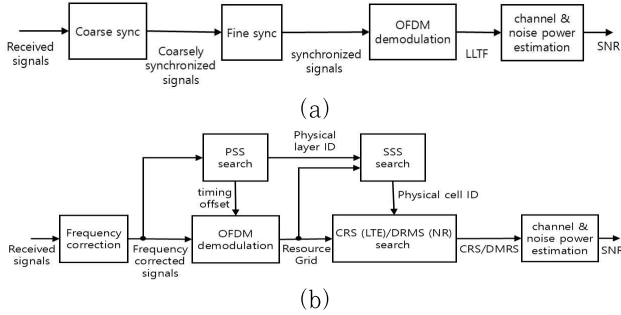 Received
signals
Coarse sync
Coarsely
synchronized
signals
Fine sync
synchronized
signals
OFDM
demodulation
LLTF
channel &
noise power
estimation
SNR
(a)
PSS
search
Physical
layer ID
SSS
search
timing
offset
Physical cell ID
Received
signals
Frequency
correction
Frequency
corrected
signals
OFDM
demodulation
Resource
Grid
CRS (LTE)/DRMS (NR)
search
CRS/DMRS
channel &
noise power
estimation
SNR
(b)